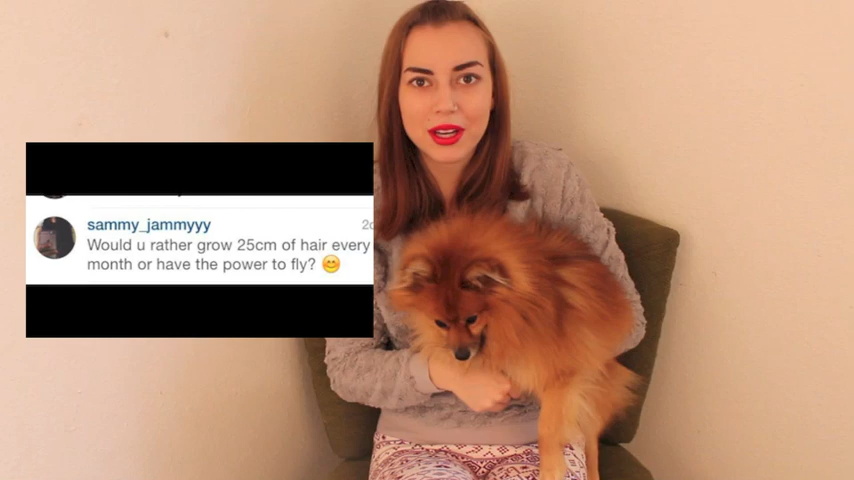 sammy_jammyyy
Would u rather grow 25cm of hair every
month or have the power to fly? 😊